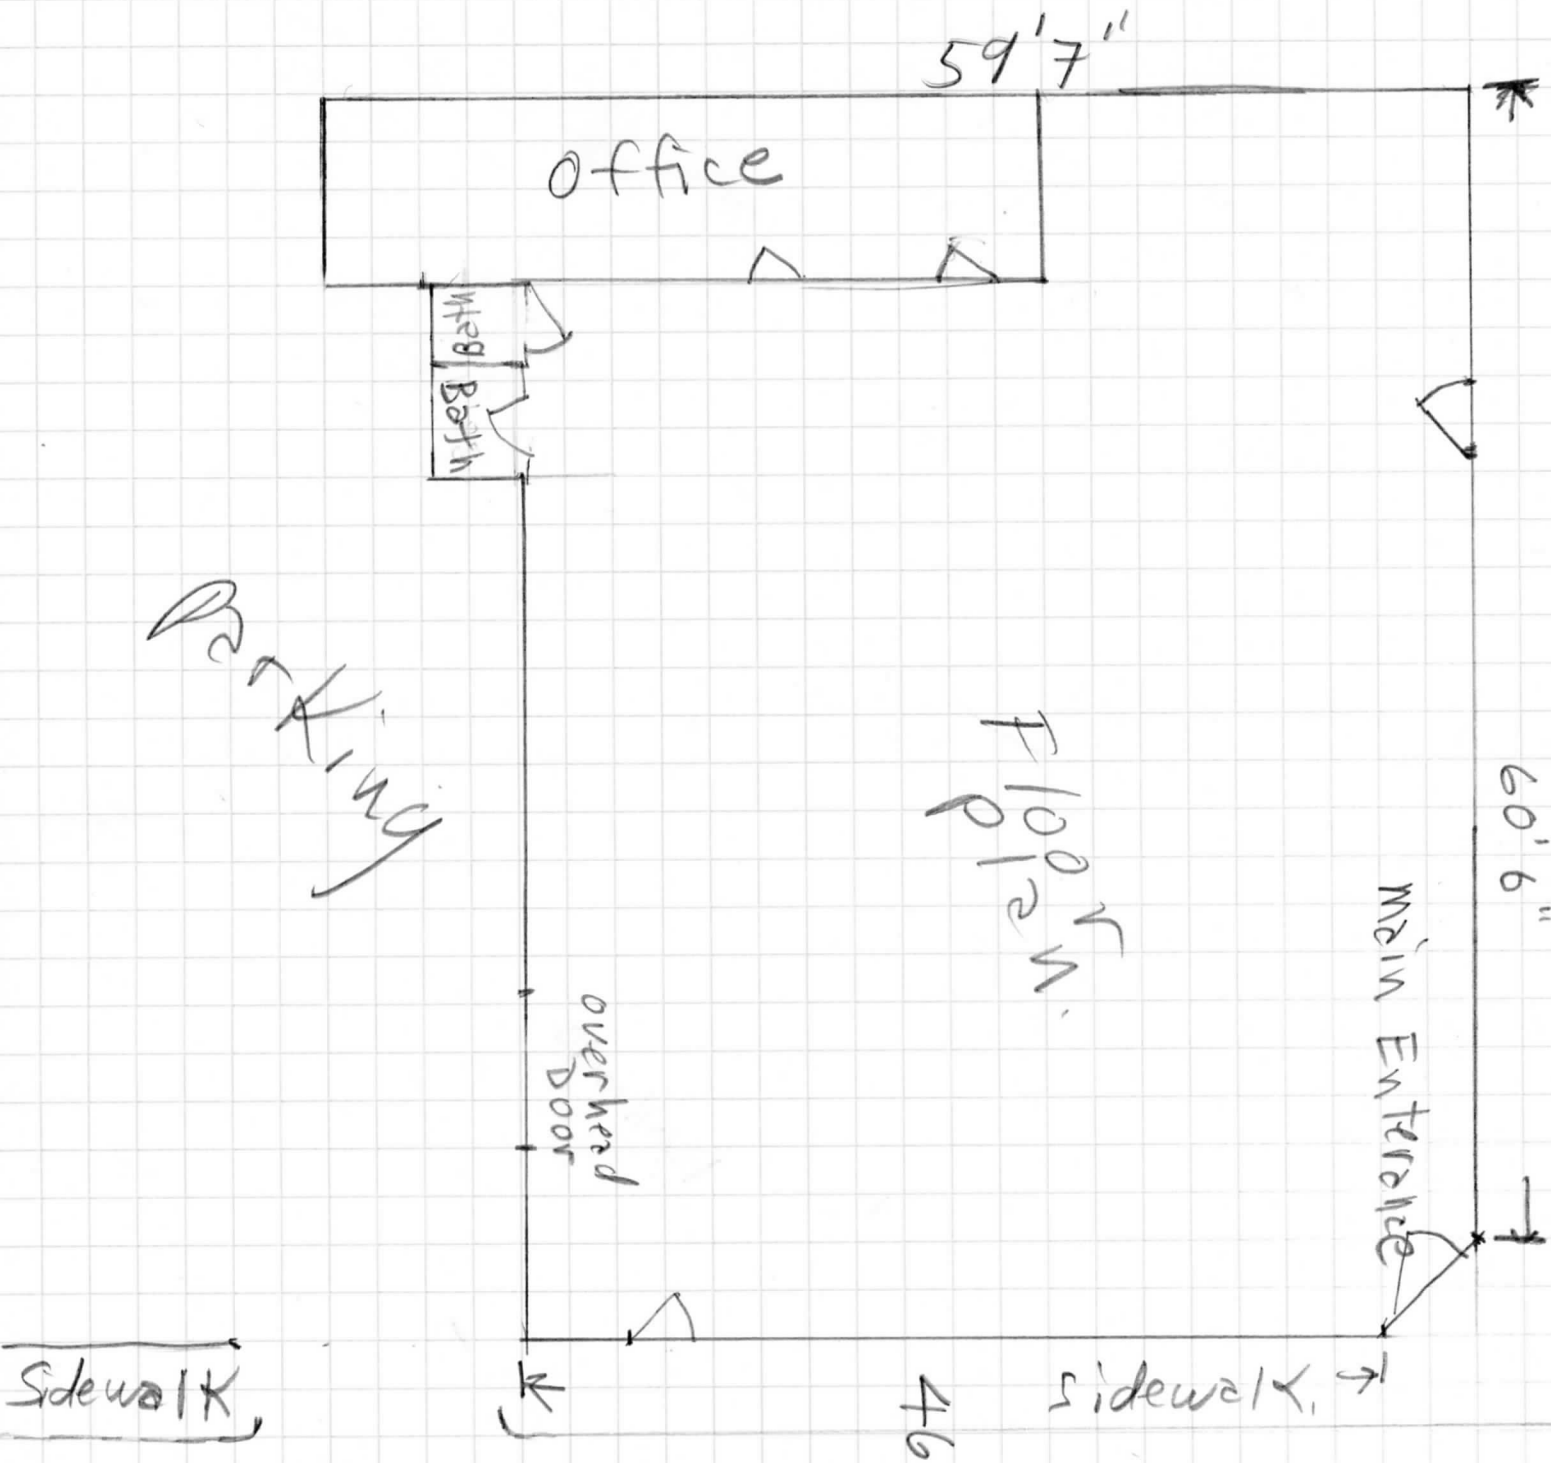 59'7"
office
Bath
Bath
Parking
Floor
Plan.
60'6"
main Enterance
overhead
Door
Sidewalk
46
sidewalk.